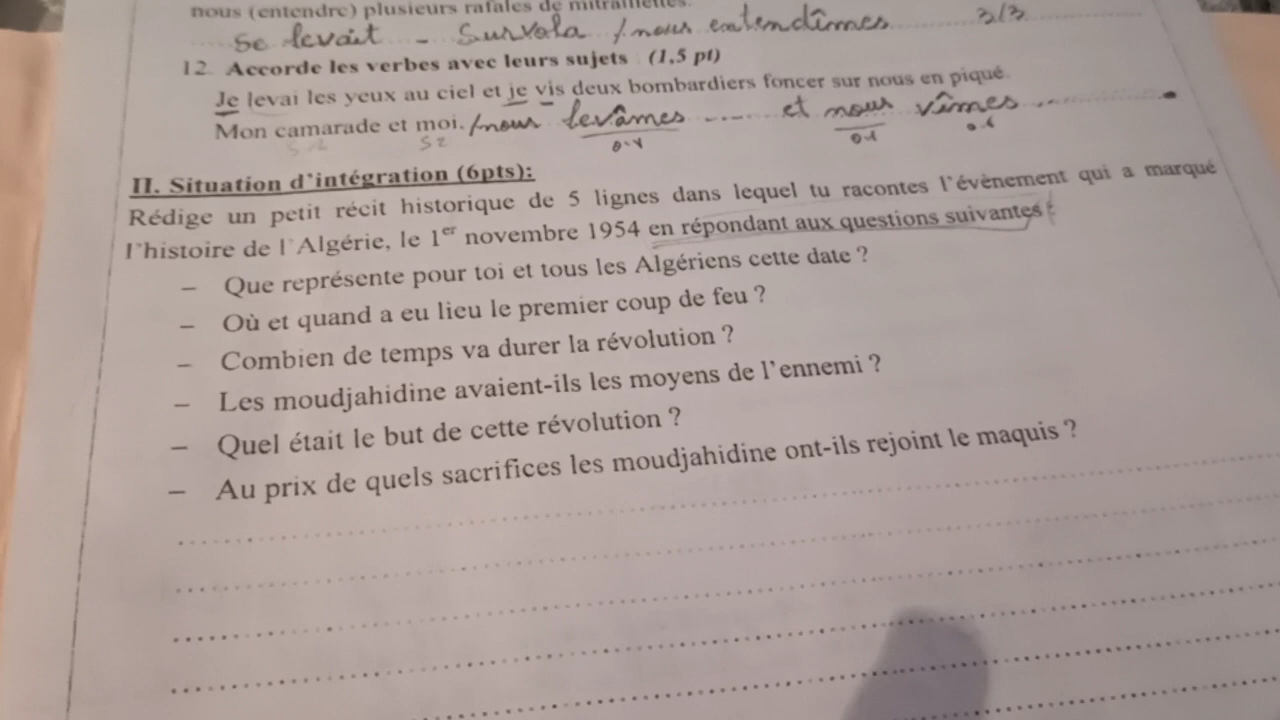 nous (entendre) plusieurs rafales de mitraillettes.
se levait - survola / nous entendîmes 3/3
12. Accorde les verbes avec leurs sujets (1,5 pt)
Je levai les yeux au ciel et je vis deux bombardiers foncer sur nous en piqué.
Mon camarade et moi. /nous levâmes ..... et nous vîmes
II. Situation d'intégration (6pts):
Rédige un petit récit historique de 5 lignes dans lequel tu racontes l'évènement qui a marqué
l'histoire de l'Algérie, le 1er novembre 1954 en répondant aux questions suivantes :
– Que représente pour toi et tous les Algériens cette date ?
– Où et quand a eu lieu le premier coup de feu ?
– Combien de temps va durer la révolution ?
– Les moudjahidine avaient-ils les moyens de l'ennemi ?
– Quel était le but de cette révolution ?
– Au prix de quels sacrifices les moudjahidine ont-ils rejoint le maquis ?